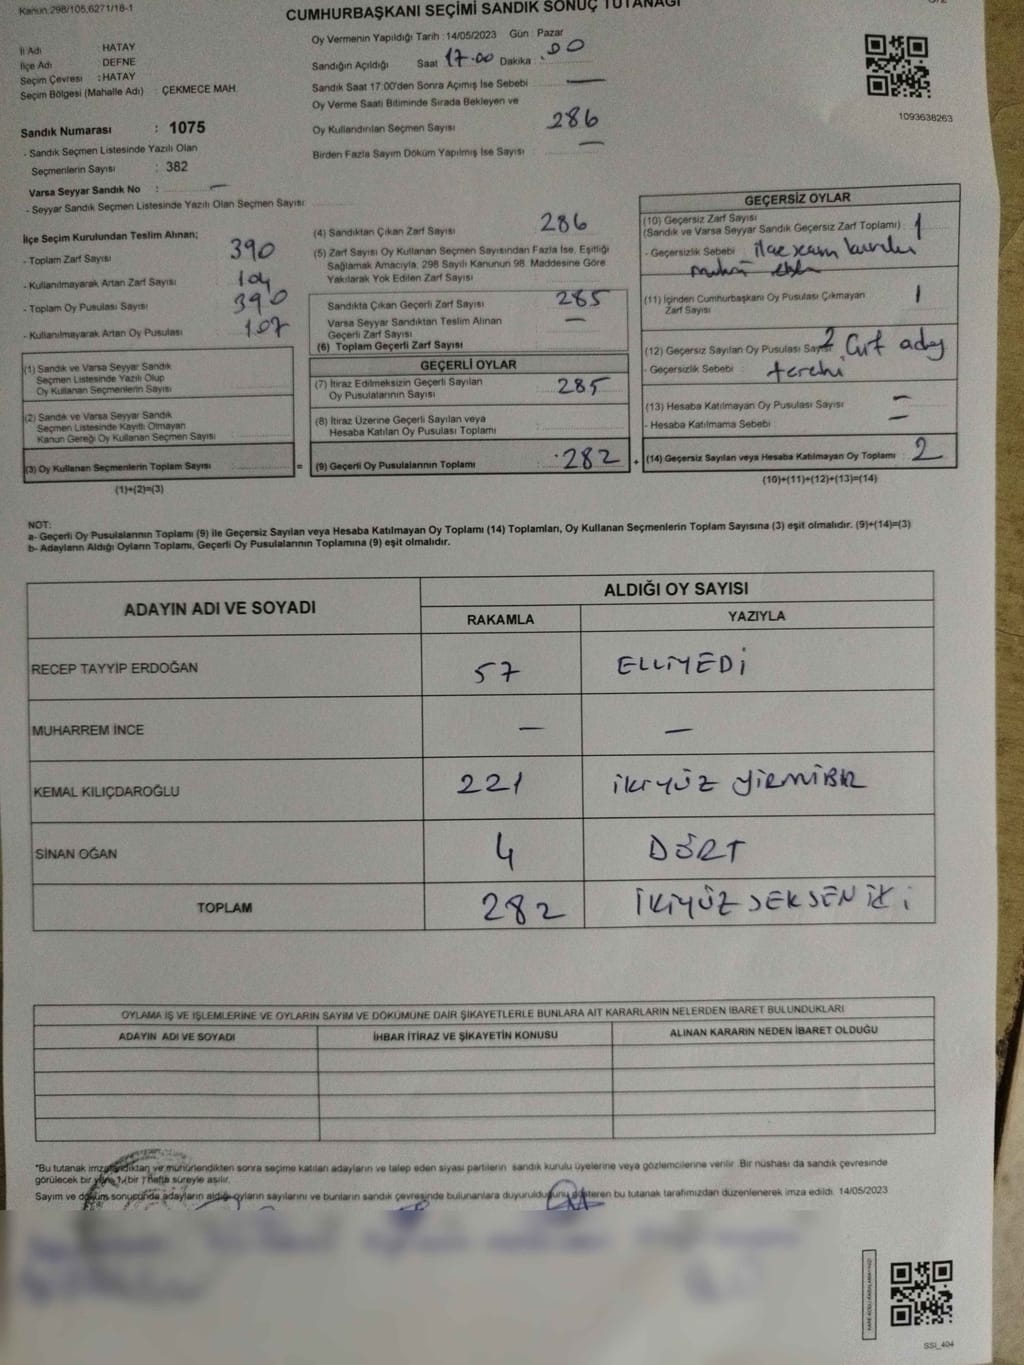 Kanun:298/105,6271/18-1
CUMHURBAŞKANI SEÇİMİ SANDIK SONUÇ TUTANAĞI
İl Adı : HATAY
İlçe Adı : DEFNE
Seçim Çevresi : HATAY
Seçim Bölgesi (Mahalle Adı) : ÇEKMECE MAH.
Sandık Numarası : 1075
- Sandık Seçmen Listesinde Yazılı Olan
Seçmenlerin Sayısı : 382
Varsa Seyyar Sandık No : —
- Seyyar Sandık Seçmen Listesinde Yazılı Olan Seçmen Sayısı:
Oy Vermenin Yapıldığı Tarih : 14/05/2023 Gün : Pazar
Sandığın Açıldığı Saat 17.00 Dakika : 00
Sandık Saat 17:00'den Sonra Açımış İse Sebebi : —
Oy Verme Saati Bitiminde Sırada Bekleyen ve
Oy Kullandırılan Seçmen Sayısı : 286
Birden Fazla Sayım Döküm Yapılmış İse Sayısı : —
1093638263
İlçe Seçim Kurulundan Teslim Alınan;
- Toplam Zarf Sayısı : 390
- Kullanılmayarak Artan Zarf Sayısı : 104
- Toplam Oy Pusulası Sayısı : 390
- Kullanılmayarak Artan Oy Pusulası : 107
(1) Sandık ve Varsa Seyyar Sandık
Seçmen Listesinde Yazılı Olup
Oy Kullanan Seçmenlerin Sayısı :
(2) Sandık ve Varsa Seyyar Sandık
Seçmen Listesinde Kayıtlı Olmayan
Kanun Gereği Oy Kullanan Seçmen Sayısı :
(3) Oy Kullanan Seçmenlerin Toplam Sayısı :
(1)+(2)=(3)
(4) Sandıktan Çıkan Zarf Sayısı : 286
(5) Zarf Sayısı Oy Kullanan Seçmen Sayısından Fazla İse, Eşitliği
Sağlamak Amacıyla; 298 Sayılı Kanunun 98. Maddesine Göre
Yakılarak Yok Edilen Zarf Sayısı :
Sandıkta Çıkan Geçerli Zarf Sayısı : 285
Varsa Seyyar Sandıktan Teslim Alınan
Geçerli Zarf Sayısı : —
(6) Toplam Geçerli Zarf Sayısı :
GEÇERLİ OYLAR
(7) İtiraz Edilmeksizin Geçerli Sayılan
Oy Pusulalarının Sayısı : 285
(8) İtiraz Üzerine Geçerli Sayılan veya
Hesaba Katılan Oy Pusulası Toplamı :
= (9) Geçerli Oy Pusulalarının Toplamı : 282
GEÇERSİZ OYLAR
(10) Geçersiz Zarf Sayısı
(Sandık ve Varsa Seyyar Sandık Geçersiz Zarf Toplamı) : 1
- Geçersizlik Sebebi : ilçe seçim kurulu
(11) İçinden Cumhurbaşkanı Oy Pusulası Çıkmayan
Zarf Sayısı : 1
(12) Geçersiz Sayılan Oy Pusulası Sayısı : 2 Çift aday
- Geçersizlik Sebebi : tercihi
(13) Hesaba Katılmayan Oy Pusulası Sayısı : —
- Hesaba Katılmama Sebebi : —
+ (14) Geçersiz Sayılan veya Hesaba Katılmayan Oy Toplamı : 2
(10)+(11)+(12)+(13)=(14)
NOT:
a- Geçerli Oy Pusulalarının Toplamı (9) ile Geçersiz Sayılan veya Hesaba Katılmayan Oy Toplamı (14) Toplamları, Oy Kullanan Seçmenlerin Toplam Sayısına (3) eşit olmalıdır. (9)+(14)=(3)
b- Adayların Aldığı Oyların Toplamı, Geçerli Oy Pusulalarının Toplamına (9) eşit olmalıdır.
ADAYIN ADI VE SOYADI ALDIĞI OY SAYISI
RAKAMLA YAZIYLA
RECEP TAYYİP ERDOĞAN 57 ELLİYEDİ
MUHARREM İNCE — —
KEMAL KILIÇDAROĞLU 221 İKİYÜZ YİRMİBİR
SİNAN OĞAN 4 DÖRT
TOPLAM 282 İKİYÜZ SEKSEN İKİ
OYLAMA İŞ VE İŞLEMLERİNE VE OYLARIN SAYIM VE DÖKÜMÜNE DAİR ŞİKAYETLERLE BUNLARA AİT KARARLARIN NELERDEN İBARET BULUNDUKLARI
ADAYIN ADI VE SOYADI İHBAR İTİRAZ VE ŞİKAYETİN KONUSU ALINAN KARARIN NEDEN İBARET OLDUĞU
"Bu tutanak imzalandıktan ve mühürlendikten sonra seçime katılan adayların ve talep eden siyasi partilerin sandık kurulu üyelerine veya gözlemcilerine verilir. Bir nüshası da sandık çevresinde
görülecek bir yere 1 (bir) hafta süreyle asılır.
Sayım ve döküm sonucunda adayların aldığı oyların sayılarını ve bunların sandık çevresinde bulunanlara duyurulduğunu gösteren bu tutanak tarafımızdan düzenlenerek imza edildi. 14/05/2023
SSİ_404